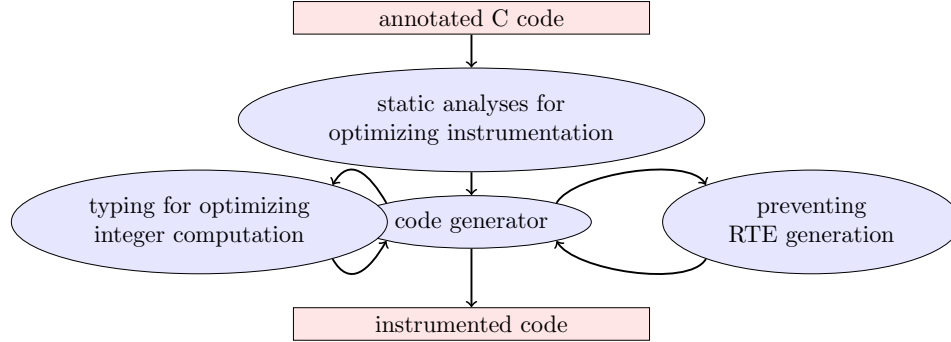 annotated C code
static analyses for
optimizing instrumentation
typing for optimizing
integer computation
code generator
preventing
RTE generation
instrumented code